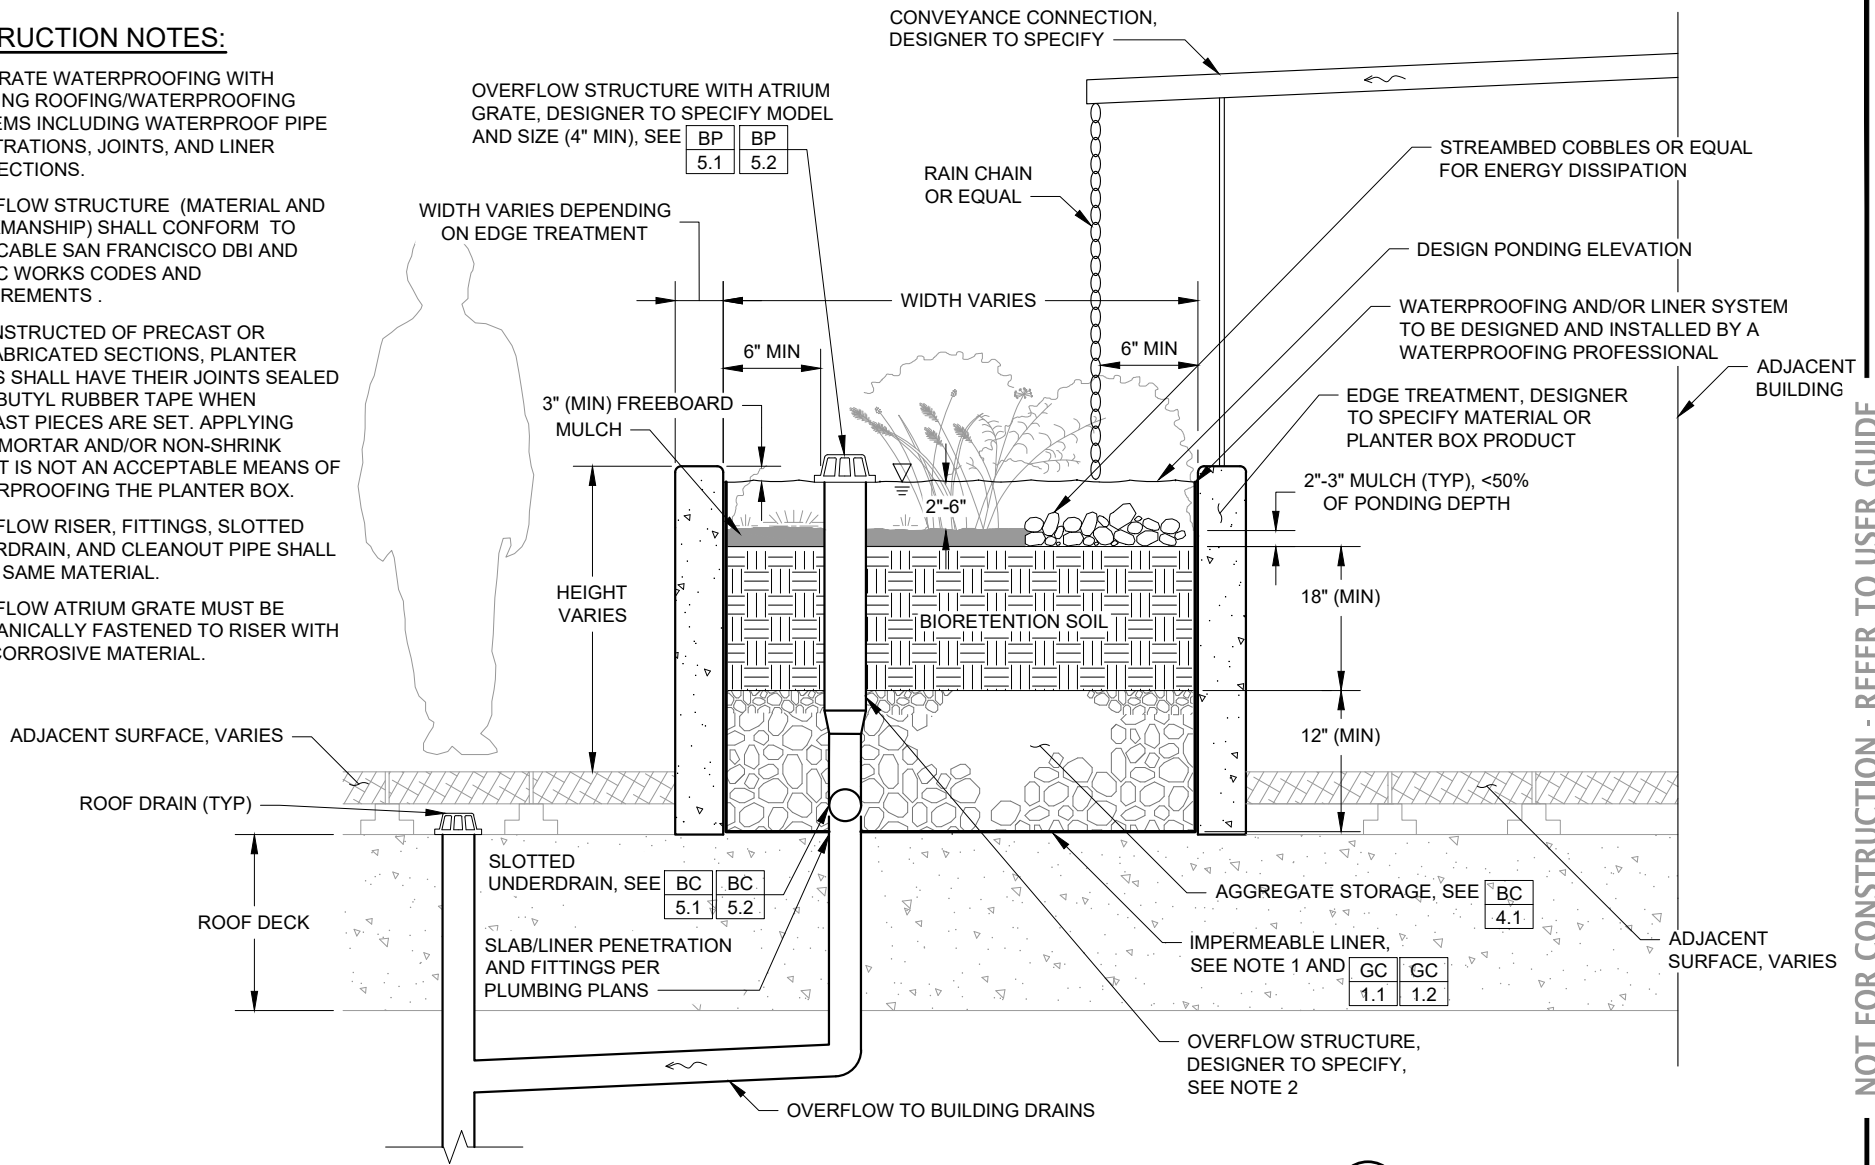 RUCTION NOTES:
RATE WATERPROOFING WITH
ING ROOFING/WATERPROOFING
EMS INCLUDING WATERPROOF PIPE
TRATIONS, JOINTS, AND LINER
ECTIONS.
FLOW STRUCTURE (MATERIAL AND
MANSHIP) SHALL CONFORM TO
CABLE SAN FRANCISCO DBI AND
C WORKS CODES AND
REMENTS .
NSTRUCTED OF PRECAST OR
ABRICATED SECTIONS, PLANTER
S SHALL HAVE THEIR JOINTS SEALED
BUTYL RUBBER TAPE WHEN
AST PIECES ARE SET. APPLYING
MORTAR AND/OR NON-SHRINK
T IS NOT AN ACCEPTABLE MEANS OF
RPROOFING THE PLANTER BOX.
FLOW RISER, FITTINGS, SLOTTED
RDRAIN, AND CLEANOUT PIPE SHALL
SAME MATERIAL.
FLOW ATRIUM GRATE MUST BE
ANICALLY FASTENED TO RISER WITH
CORROSIVE MATERIAL.
CONVEYANCE CONNECTION,
DESIGNER TO SPECIFY
OVERFLOW STRUCTURE WITH ATRIUM
GRATE, DESIGNER TO SPECIFY MODEL
AND SIZE (4" MIN), SEE BP BP
5.1 5.2
RAIN CHAIN
OR EQUAL
STREAMBED COBBLES OR EQUAL
FOR ENERGY DISSIPATION
WIDTH VARIES DEPENDING
ON EDGE TREATMENT
DESIGN PONDING ELEVATION
WIDTH VARIES
WATERPROOFING AND/OR LINER SYSTEM
TO BE DESIGNED AND INSTALLED BY A
WATERPROOFING PROFESSIONAL
6" MIN
6" MIN
ADJACENT
BUILDING
3" (MIN) FREEBOARD
MULCH
EDGE TREATMENT, DESIGNER
TO SPECIFY MATERIAL OR
PLANTER BOX PRODUCT
2"-6"
2"-3" MULCH (TYP), <50%
OF PONDING DEPTH
HEIGHT
VARIES
18" (MIN)
BIORETENTION SOIL
12" (MIN)
ADJACENT SURFACE, VARIES
ROOF DRAIN (TYP)
ROOF DECK
SLOTTED
UNDERDRAIN, SEE BC BC
5.1 5.2
SLAB/LINER PENETRATION
AND FITTINGS PER
PLUMBING PLANS
AGGREGATE STORAGE, SEE BC
4.1
IMPERMEABLE LINER,
SEE NOTE 1 AND GC GC
1.1 1.2
ADJACENT
SURFACE, VARIES
OVERFLOW STRUCTURE,
DESIGNER TO SPECIFY,
SEE NOTE 2
OVERFLOW TO BUILDING DRAINS
NOT FOR CONSTRUCTION - REFER TO USER GUIDE